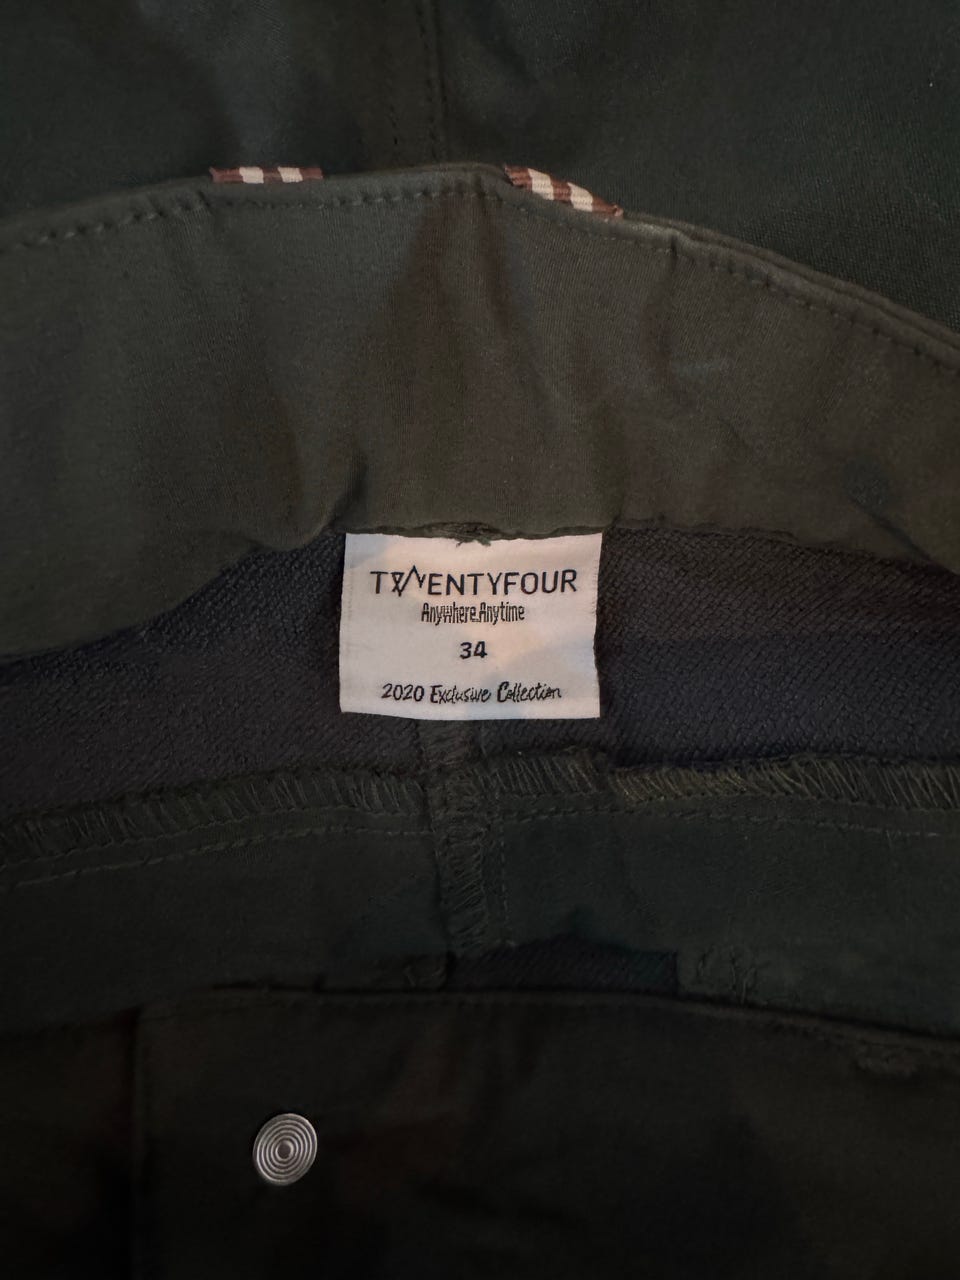 TWENTYFOUR
Anywhere.Anytime
34
2020 Exclusive Collection